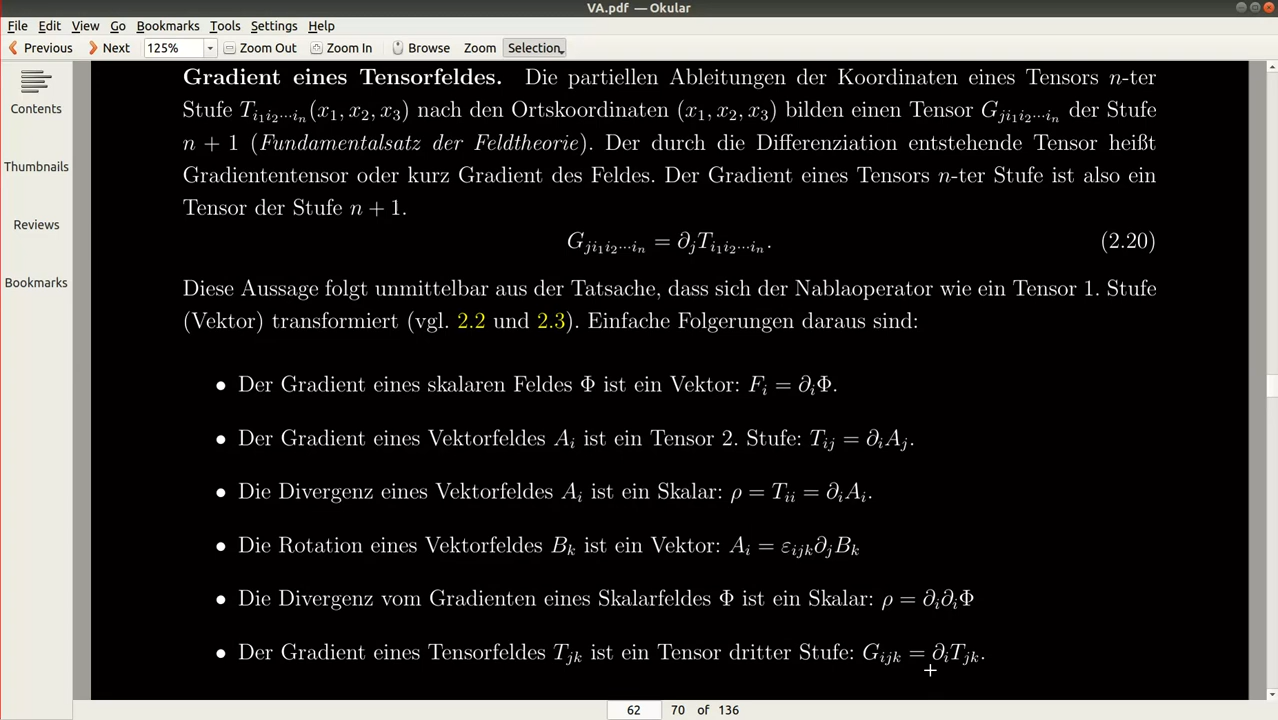 VA.pdf — Okular
File Edit View Go Bookmarks Tools Settings Help
Previous Next 125% Zoom Out Zoom In Browse Zoom Selection
Contents
Thumbnails
Reviews
Bookmarks
Gradient eines Tensorfeldes. Die partiellen Ableitungen der Koordinaten eines Tensors n-ter
Stufe T_{i₁i₂⋯iₙ}(x₁, x₂, x₃) nach den Ortskoordinaten (x₁, x₂, x₃) bilden einen Tensor G_{ji₁i₂⋯iₙ} der Stufe
n + 1 (Fundamentalsatz der Feldtheorie). Der durch die Differenziation entstehende Tensor heißt
Gradiententensor oder kurz Gradient des Feldes. Der Gradient eines Tensors n-ter Stufe ist also ein
Tensor der Stufe n + 1.
G_{ji₁i₂⋯iₙ} = ∂_j T_{i₁i₂⋯iₙ}. (2.20)
Diese Aussage folgt unmittelbar aus der Tatsache, dass sich der Nablaoperator wie ein Tensor 1. Stufe
(Vektor) transformiert (vgl. 2.2 und 2.3). Einfache Folgerungen daraus sind:
• Der Gradient eines skalaren Feldes Φ ist ein Vektor: F_i = ∂_iΦ.
• Der Gradient eines Vektorfeldes A_i ist ein Tensor 2. Stufe: T_{ij} = ∂_iA_j.
• Die Divergenz eines Vektorfeldes A_i ist ein Skalar: ρ = T_{ii} = ∂_iA_i.
• Die Rotation eines Vektorfeldes B_k ist ein Vektor: A_i = ε_{ijk}∂_jB_k
• Die Divergenz vom Gradienten eines Skalarfeldes Φ ist ein Skalar: ρ = ∂_i∂_iΦ
• Der Gradient eines Tensorfeldes T_{jk} ist ein Tensor dritter Stufe: G_{ijk} = ∂_iT_{jk}.
62 70 of 136